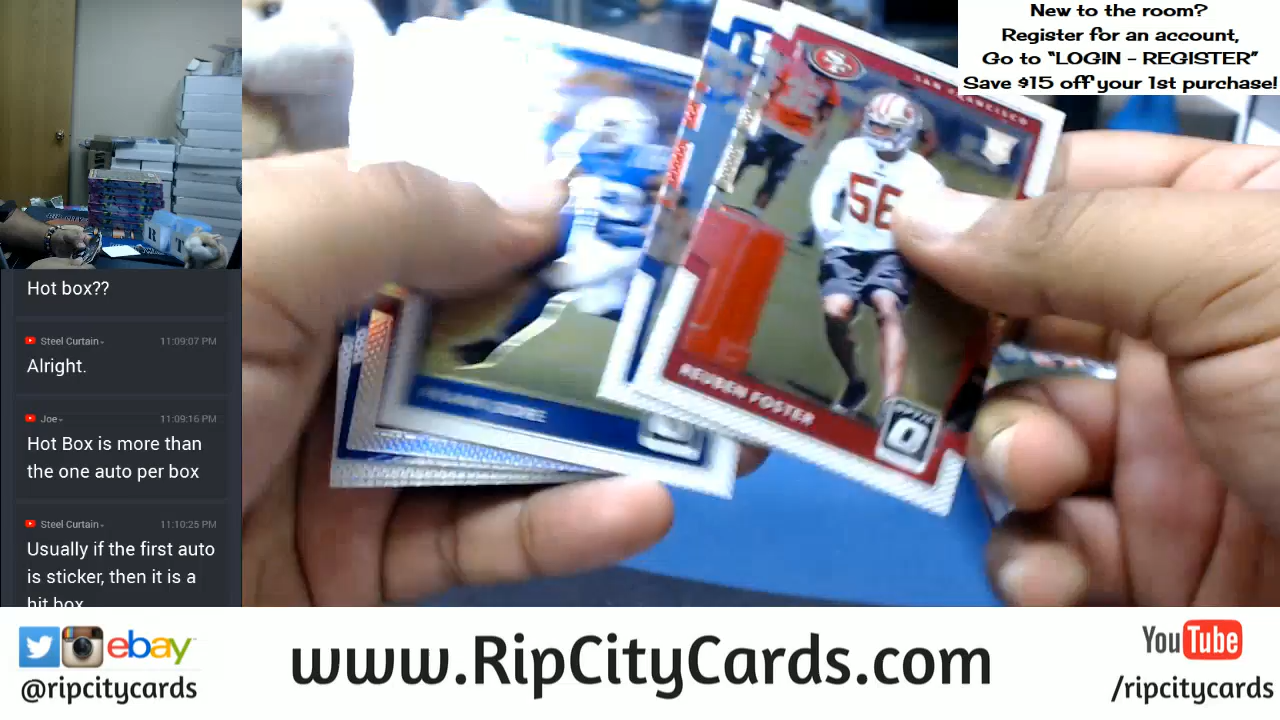 New to the room?
Register for an account,
Go to “LOGIN – REGISTER”
Save $15 off your 1st purchase!
Hot box??
Steel Curtain
11:09:07 PM
Alright.
Joe
11:09:16 PM
Hot Box is more than
the one auto per box
Steel Curtain
11:10:25 PM
Usually if the first auto
is sticker, then it is a
hit box
SAN FRANCISCO
56
REUBEN FOSTER
ebay
@ripcitycards
www.RipCityCards.com
YouTube
/ripcitycards